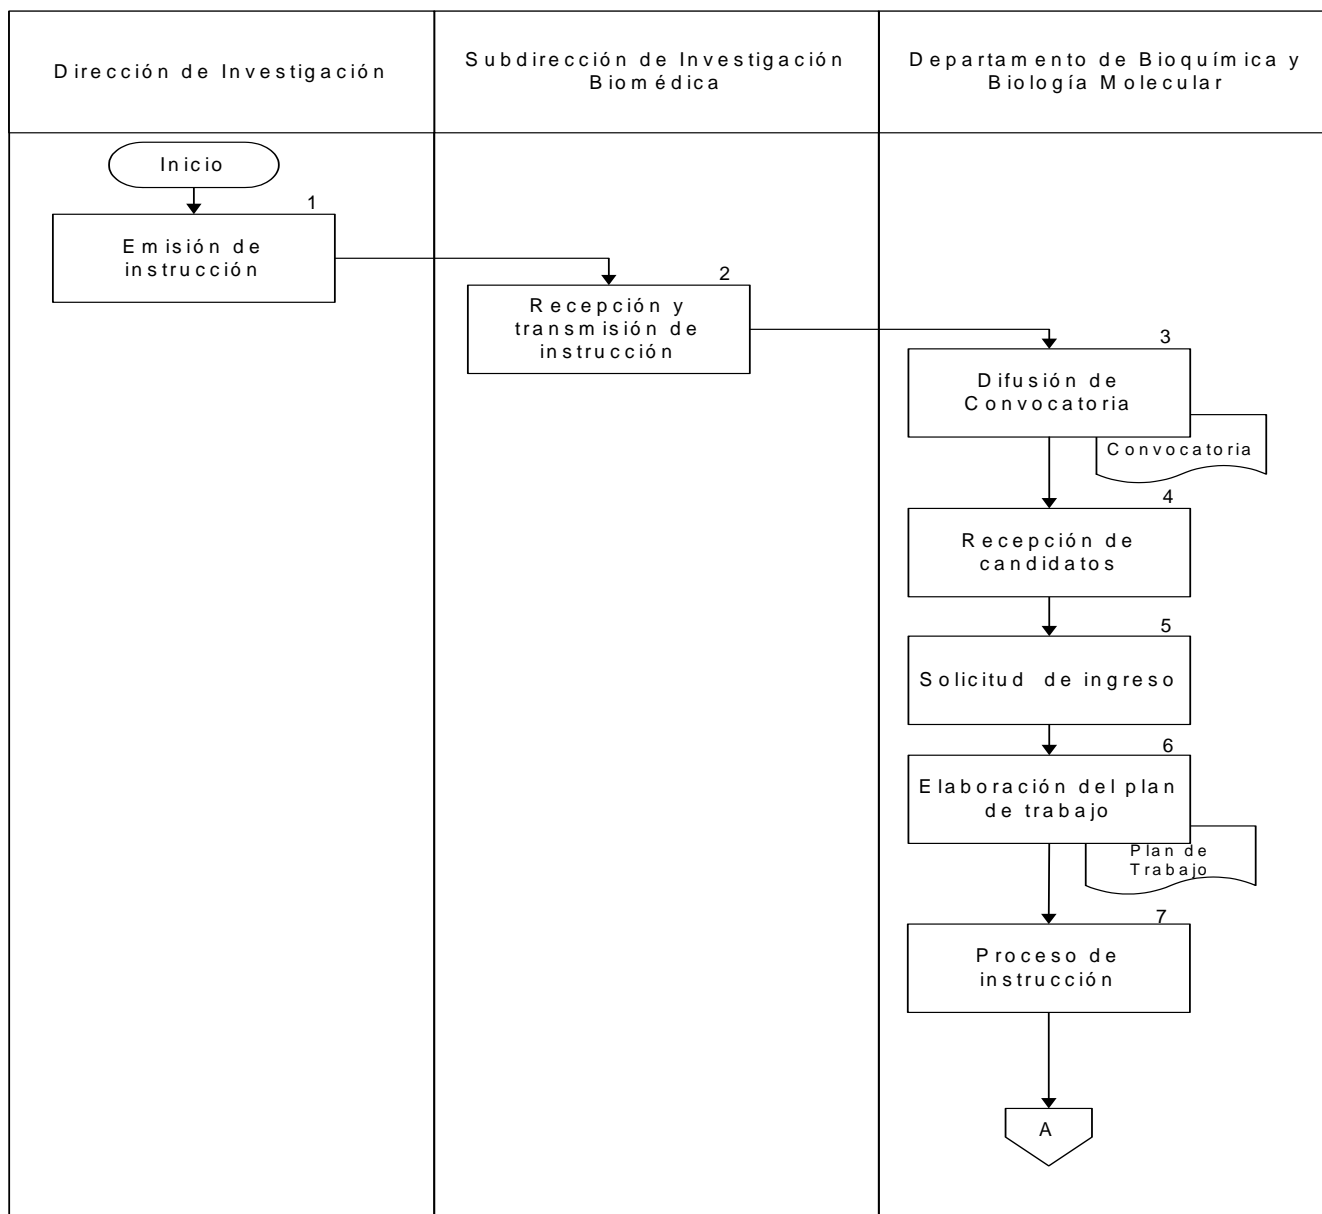 Dirección de Investigación
Subdirección de Investigación
Biomédica
Departamento de Bioquímica y
Biología Molecular
Inicio
1
Emisión de
instrucción
2
Recepción y
transmisión de
instrucción
3
Difusión de
Convocatoria
Convocatoria
4
Recepción de
candidatos
5
Solicitud de ingreso
6
Elaboración del plan
de trabajo
Plan de
Trabajo
7
Proceso de
instrucción
A